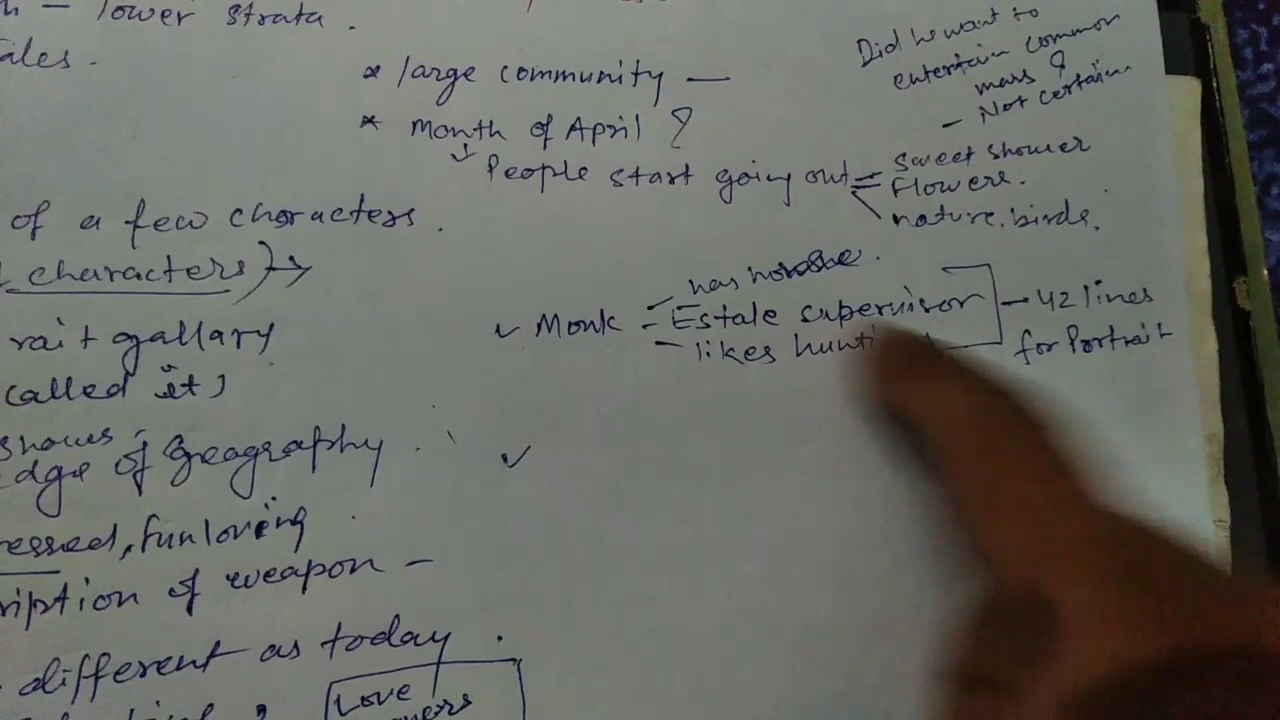 — lower strata .
ales .
* large community —
* Month of April ?
People start going out = sweet shower
Flowers.
nature, birds.
Did he want to
entertain common
mass ?
— Not certain
of a few characters .
characters
rait gallary
called it)
shows
edge of Geography .
ressed, funloving
ription of weapon —
different as today .
Love
✓ Monk = Estate supervisor
has
- likes hunti
— 42 lines
for Portrait
✓